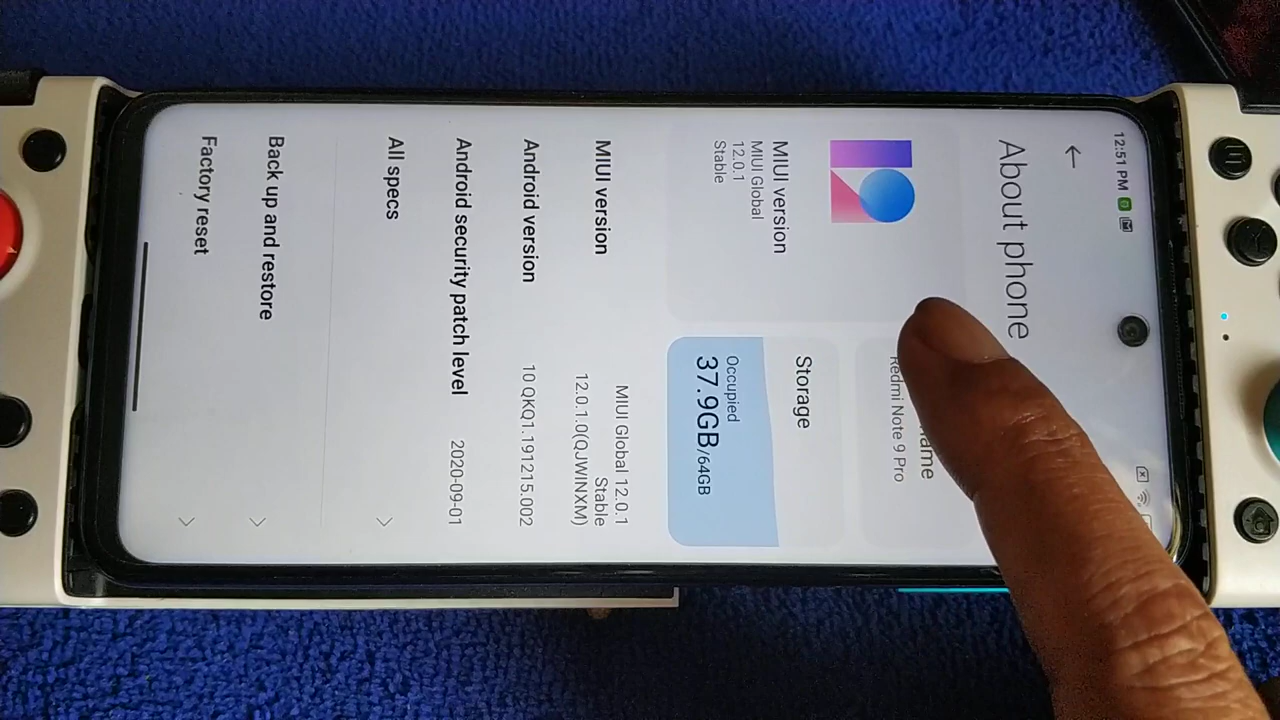 12:51 PM
About phone
Redmi Note 9 Pro
MIUI version
MIUI Global
12.0.1
Stable
Storage
Occupied
37.9GB/64GB
MIUI version
MIUI Global 12.0.1
Stable
12.0.1.0(QJWINXM)
Android version
10 QKQ1.191215.002
Android security patch level
2020-09-01
All specs
Back up and restore
Factory reset